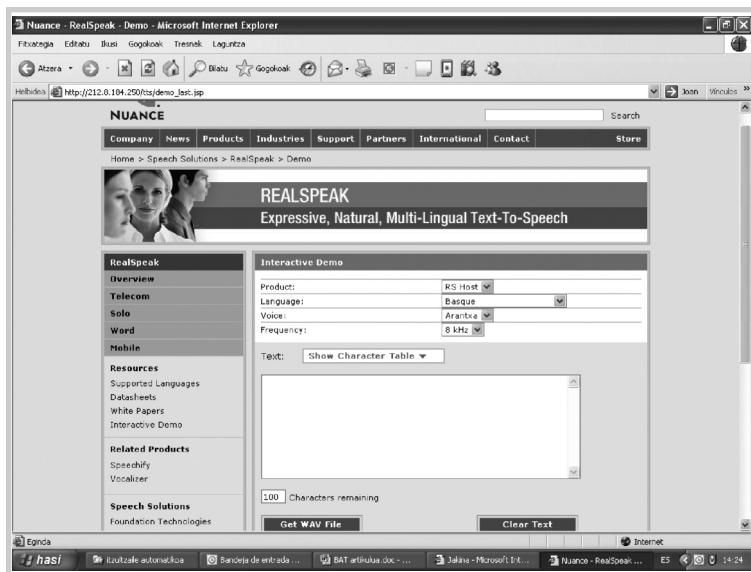 Nuance - RealSpeak - Demo - Microsoft Internet Explorer
Fitxategia Editatu Ikusi Gogokoak Tresnak Laguntza
Atzera Bilatu Gogokoak
Helbidea http://212.8.184.250/tts/demo_last.jsp Joan Vínculos
NUANCE Search
Company News Products Industries Support Partners International Contact Store
Home > Speech Solutions > RealSpeak > Demo
REALSPEAK
Expressive, Natural, Multi-Lingual Text-To-Speech
RealSpeak
Overview
Telecom
Solo
Word
Mobile
Resources
Supported Languages
Datasheets
White Papers
Interactive Demo
Related Products
Speechify
Vocalizer
Speech Solutions
Foundation Technologies
Interactive Demo
Product: RS Host
Language: Basque
Voice: Arantxa
Frequency: 8 kHz
Text: Show Character Table
100 Characters remaining
Get WAV File Clear Text
Eginda Internet
hasi itzultzaile automatikoa Bandeja de entrada ... BAT artikulua.doc - ... Jakina - Microsoft Int... Nuance - RealSpeak ... ES 14:24